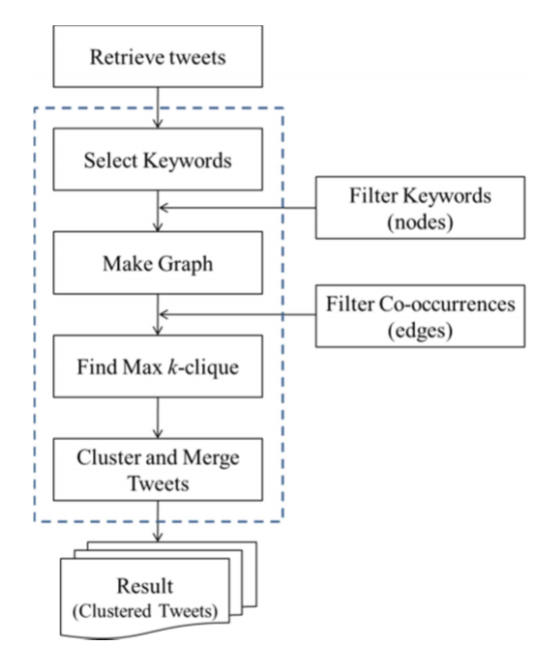 Retrieve tweets
Select Keywords
Filter Keywords
(nodes)
Make Graph
Filter Co-occurrences
(edges)
Find Max k-clique
Cluster and Merge
Tweets
Result
(Clustered Tweets)